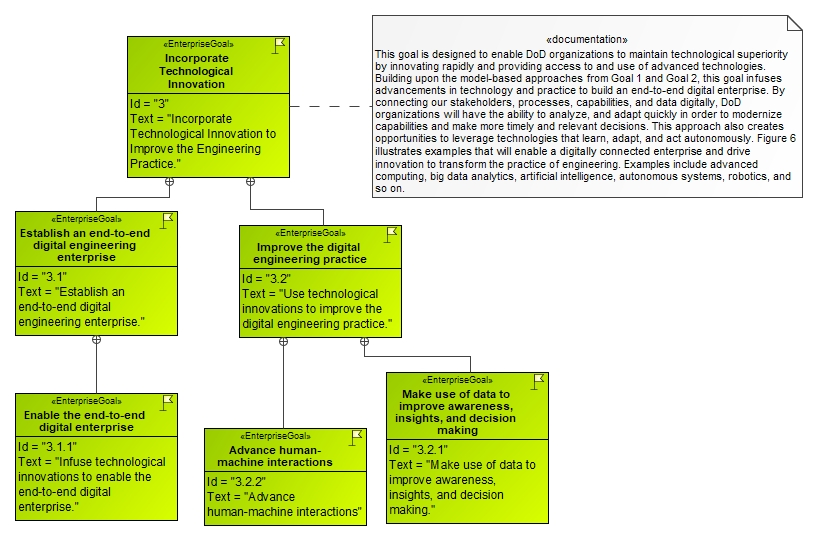 «EnterpriseGoal»
Incorporate
Technological
Innovation
Id = "3"
Text = "Incorporate
Technological Innovation to
Improve the Engineering
Practice."
«documentation»
This goal is designed to enable DoD organizations to maintain technological superiority
by innovating rapidly and providing access to and use of advanced technologies.
Building upon the model-based approaches from Goal 1 and Goal 2, this goal infuses
advancements in technology and practice to build an end-to-end digital enterprise. By
connecting our stakeholders, processes, capabilities, and data digitally, DoD
organizations will have the ability to analyze, and adapt quickly in order to modernize
capabilities and make more timely and relevant decisions. This approach also creates
opportunities to leverage technologies that learn, adapt, and act autonomously. Figure 6
illustrates examples that will enable a digitally connected enterprise and drive
innovation to transform the practice of engineering. Examples include advanced
computing, big data analytics, artificial intelligence, autonomous systems, robotics, and
so on.
«EnterpriseGoal»
Establish an end-to-end
digital engineering
enterprise
Id = "3.1"
Text = "Establish an
end-to-end digital
engineering enterprise."
«EnterpriseGoal»
Improve the digital
engineering practice
Id = "3.2"
Text = "Use technological
innovations to improve the
digital engineering practice."
«EnterpriseGoal»
Enable the end-to-end
digital enterprise
Id = "3.1.1"
Text = "Infuse technological
innovations to enable the
end-to-end digital
enterprise."
«EnterpriseGoal»
Advance human-
machine interactions
Id = "3.2.2"
Text = "Advance
human-machine interactions"
«EnterpriseGoal»
Make use of data to
improve awareness,
insights, and decision
making
Id = "3.2.1"
Text = "Make use of data to
improve awareness,
insights, and decision
making."